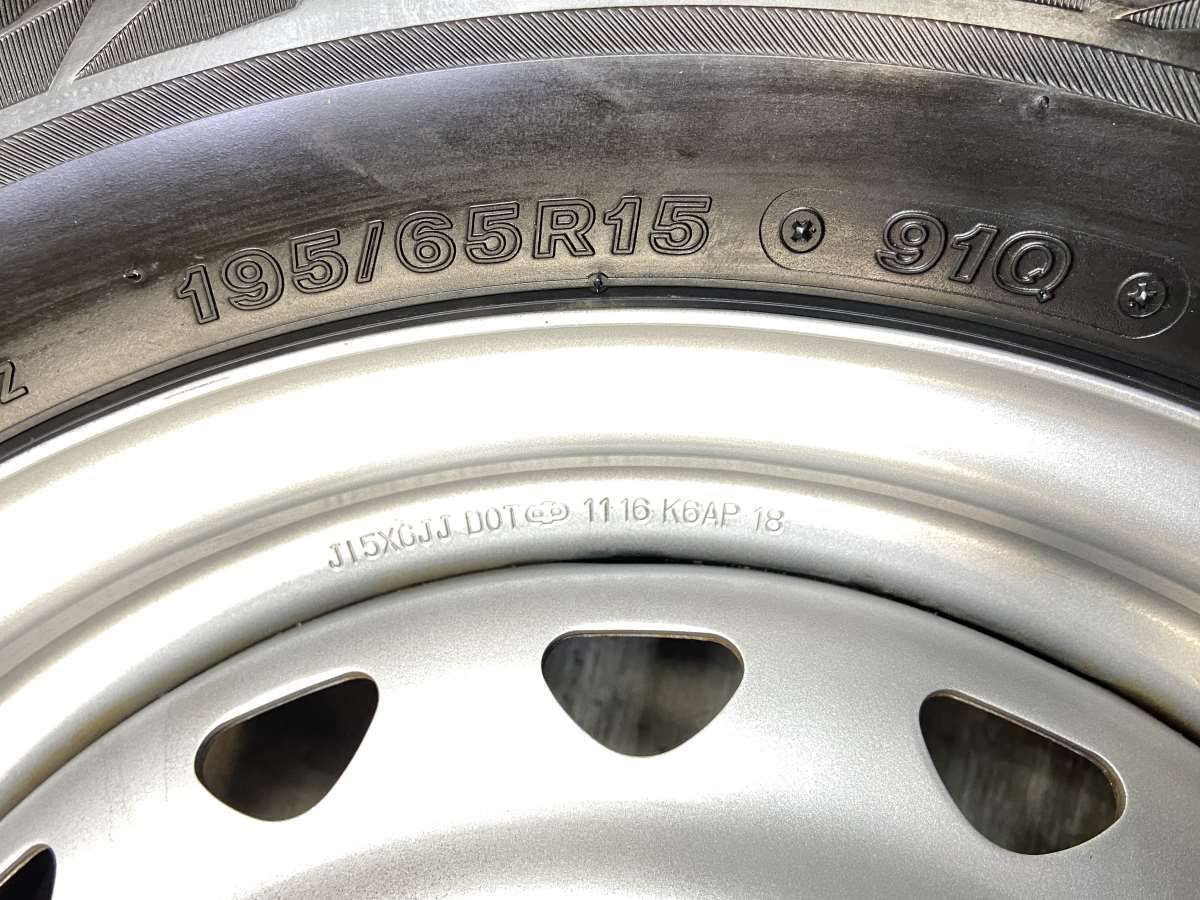 195/65R15 91Q
J15X6JJ DOT 11 16 K6AP 18
Z